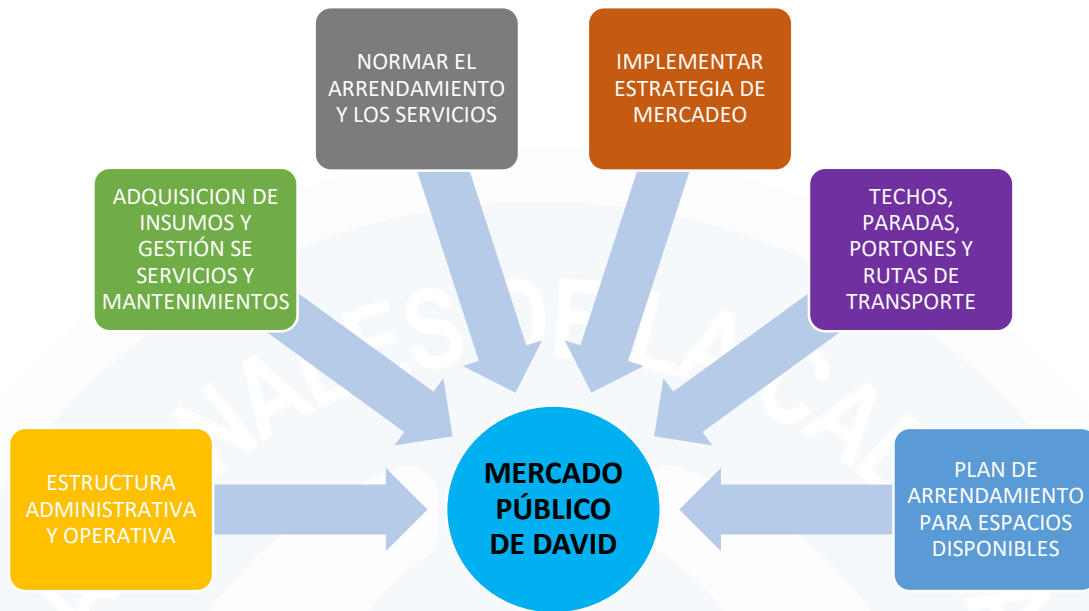 NORMAR EL
ARRENDAMIENTO
Y LOS SERVICIOS
IMPLEMENTAR
ESTRATEGIA DE
MERCADEO
ADQUISICION DE
INSUMOS Y
GESTIÓN SE
SERVICIOS Y
MANTENIMIENTOS
TECHOS,
PARADAS,
PORTONES Y
RUTAS DE
TRANSPORTE
ESTRUCTURA
ADMINISTRATIVA
Y OPERATIVA
MERCADO
PÚBLICO
DE DAVID
PLAN DE
ARRENDAMIENTO
PARA ESPACIOS
DISPONIBLES